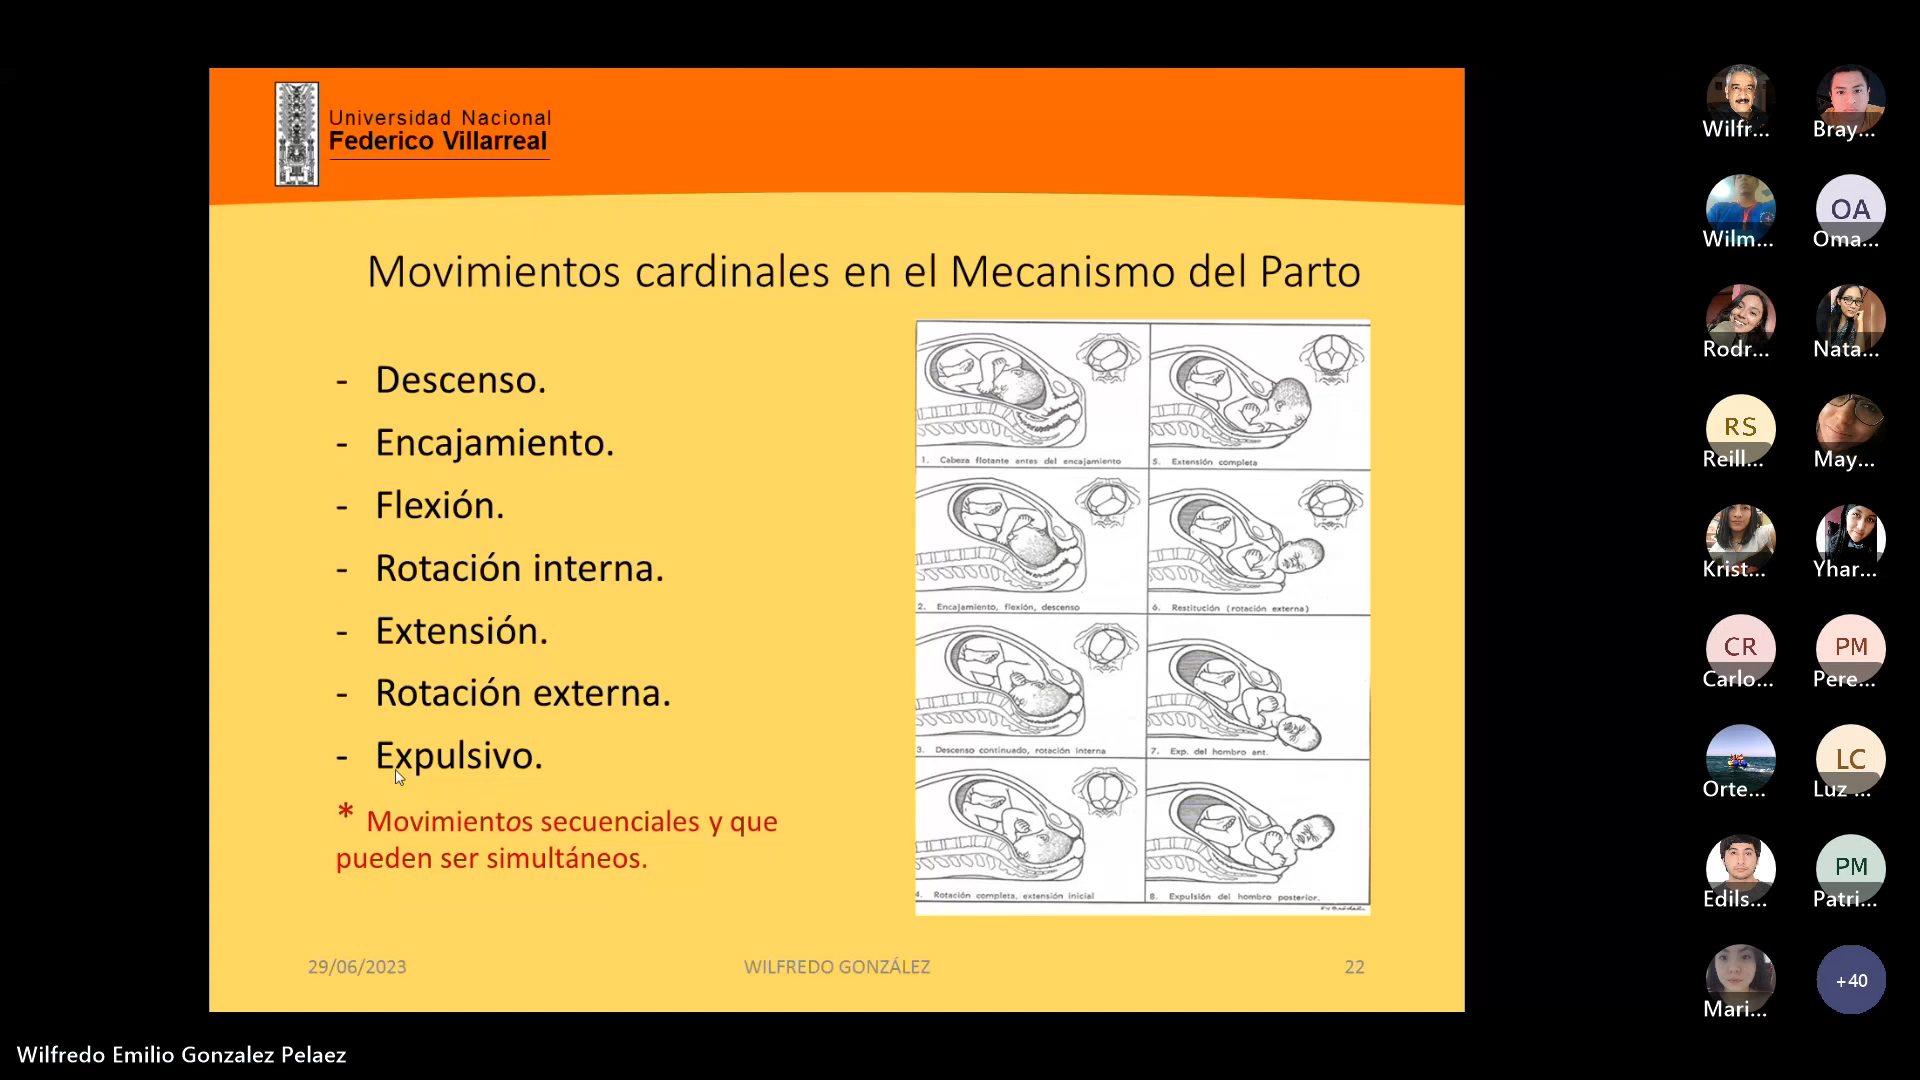 Universidad Nacional
Federico Villarreal
Movimientos cardinales en el Mecanismo del Parto
- Descenso.
- Encajamiento.
- Flexión.
- Rotación interna.
- Extensión.
- Rotación externa.
- Expulsivo.
* Movimientos secuenciales y que
pueden ser simultáneos.
1. Cabeza flotante antes del encajamiento
2. Encajamiento, flexión, descenso
3. Descenso continuado, rotación interna
4. Rotación completa, extensión inicial
5. Extensión completa
6. Restitución (rotación externa)
7. Exp. del hombro ant.
8. Expulsión del hombro posterior.
29/06/2023
WILFREDO GONZÁLEZ
22
Wilfr...
Bray...
Wilm...
OA
Oma...
Rodr...
Nata...
RS
Reill...
May...
Krist...
Yhar...
CR
Carlo...
PM
Pere...
Orte...
LC
Luz ...
Edils...
PM
Patri...
Mari...
+40
Wilfredo Emilio Gonzalez Pelaez